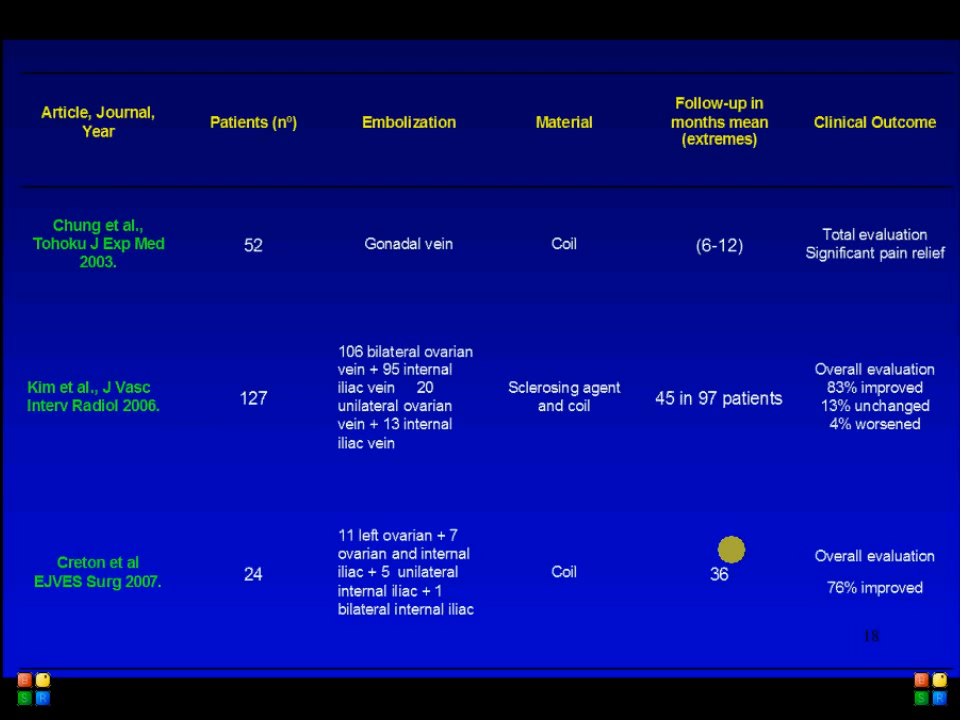 Article, Journal,
Year
Patients (nº)
Embolization
Material
Follow-up in
months mean
(extremes)
Clinical Outcome
Chung et al.,
Tohoku J Exp Med
2003.
52
Gonadal vein
Coil
(6-12)
Total evaluation
Significant pain relief
Kim et al., J Vasc
Interv Radiol 2006.
127
106 bilateral ovarian
vein + 95 internal
iliac vein 20
unilateral ovarian
vein + 13 internal
iliac vein
Sclerosing agent
and coil
45 in 97 patients
Overall evaluation
83% improved
13% unchanged
4% worsened
Creton et al
EJVES Surg 2007.
24
11 left ovarian + 7
ovarian and internal
iliac + 5 unilateral
internal iliac + 1
bilateral internal iliac
Coil
36
Overall evaluation
76% improved
18
B
S R
B
S R